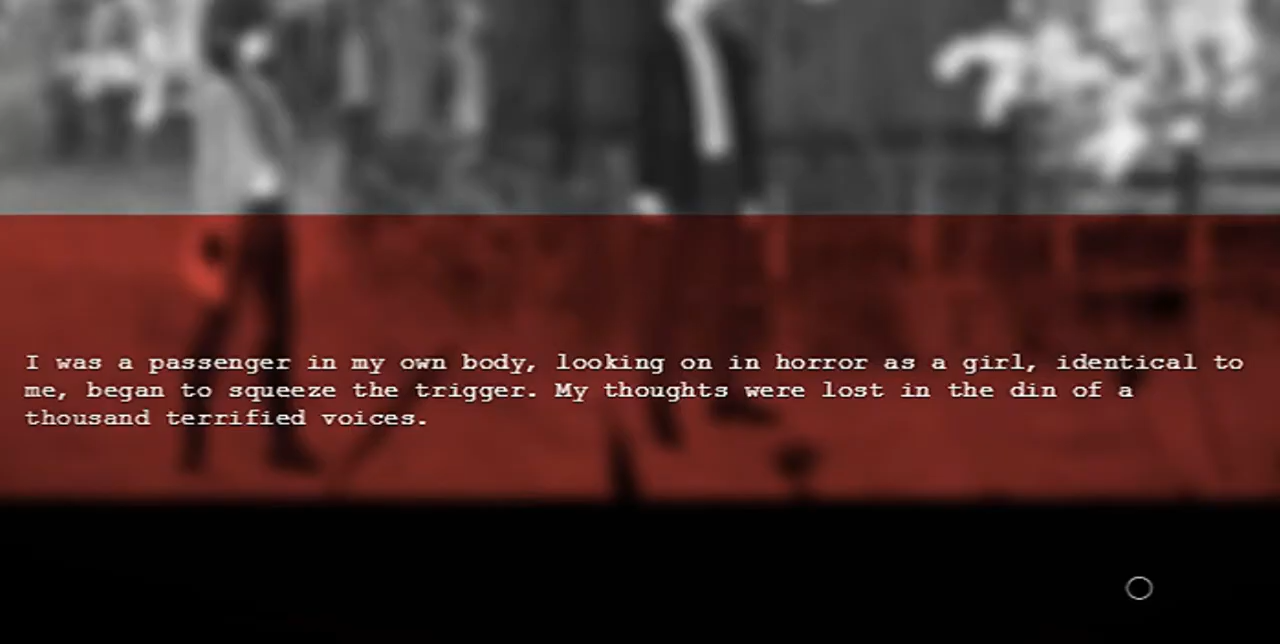 I was a passenger in my own body, looking on in horror as a girl, identical to
me, began to squeeze the trigger. My thoughts were lost in the din of a
thousand terrified voices.